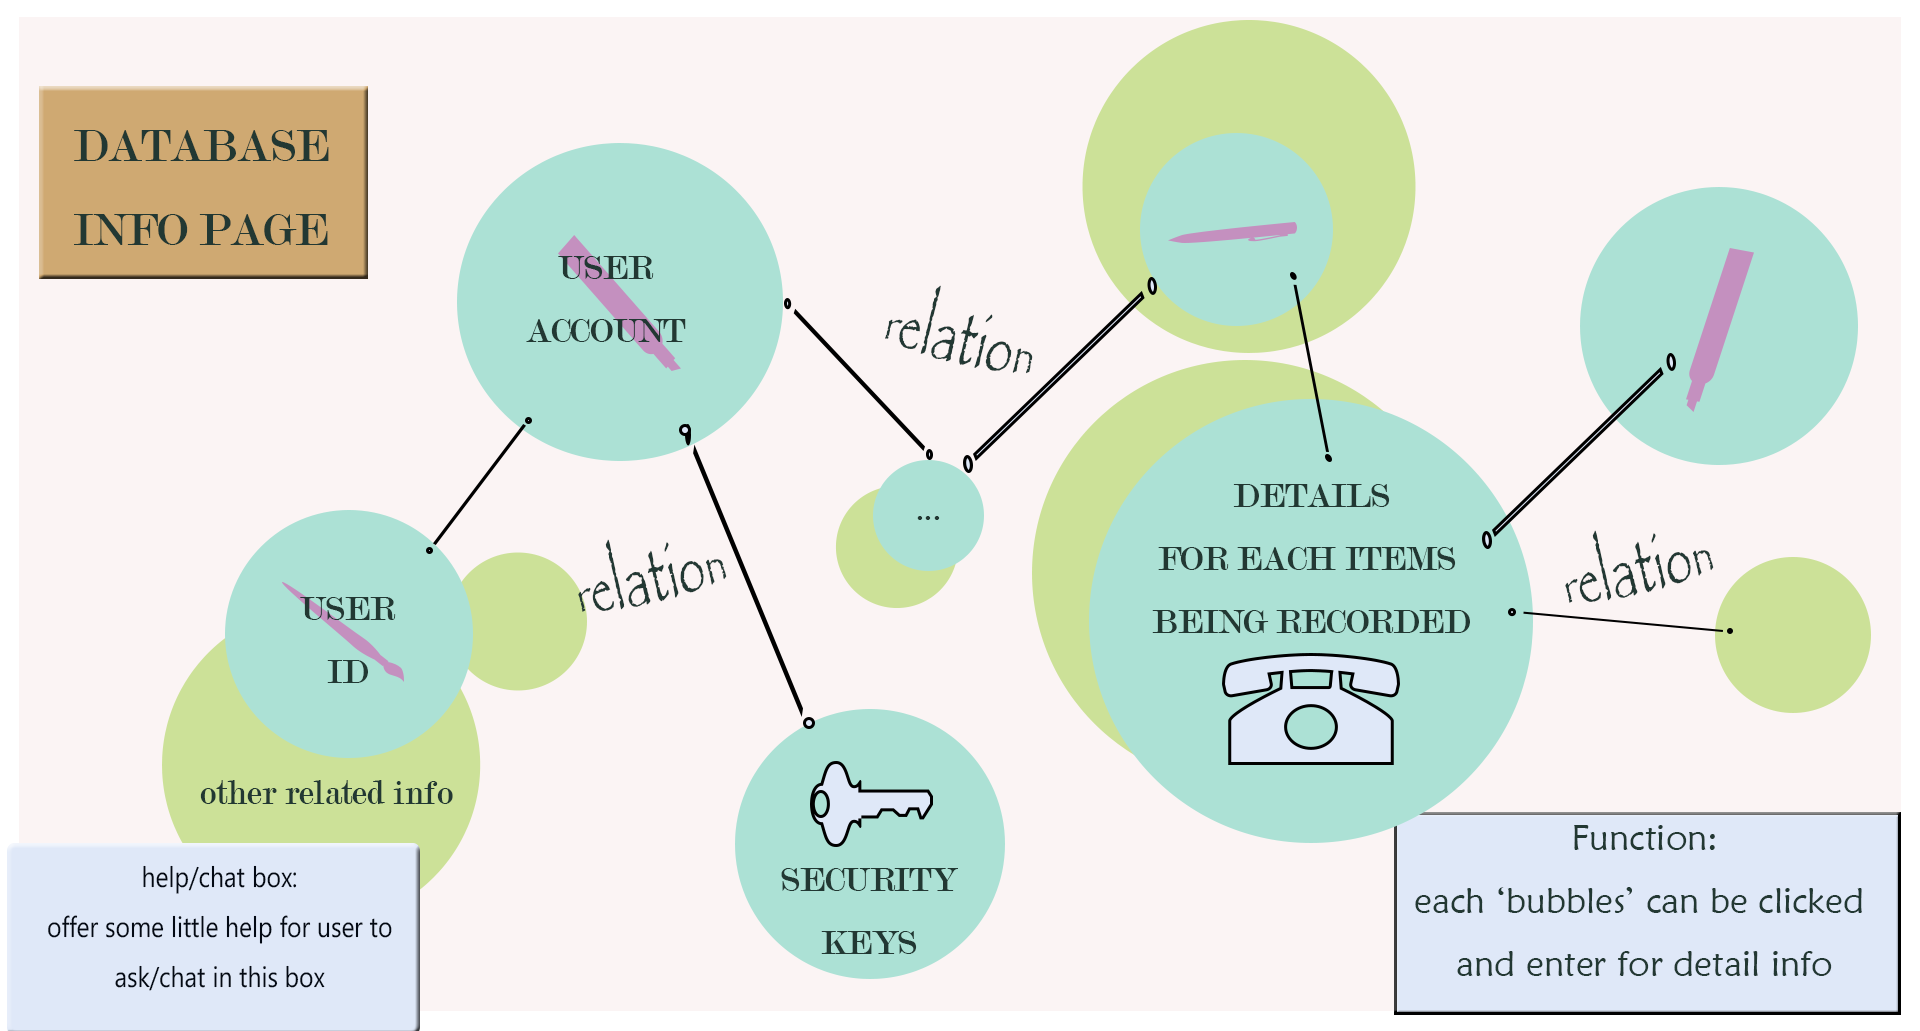 DATABASE
INFO PAGE
USER
ACCOUNT
relation
...
DETAILS
FOR EACH ITEMS
BEING RECORDED
relation
USER
ID
relation
other related info
SECURITY
KEYS
help/chat box:
offer some little help for user to
ask/chat in this box
Function:
each ‘bubbles’ can be clicked
and enter for detail info